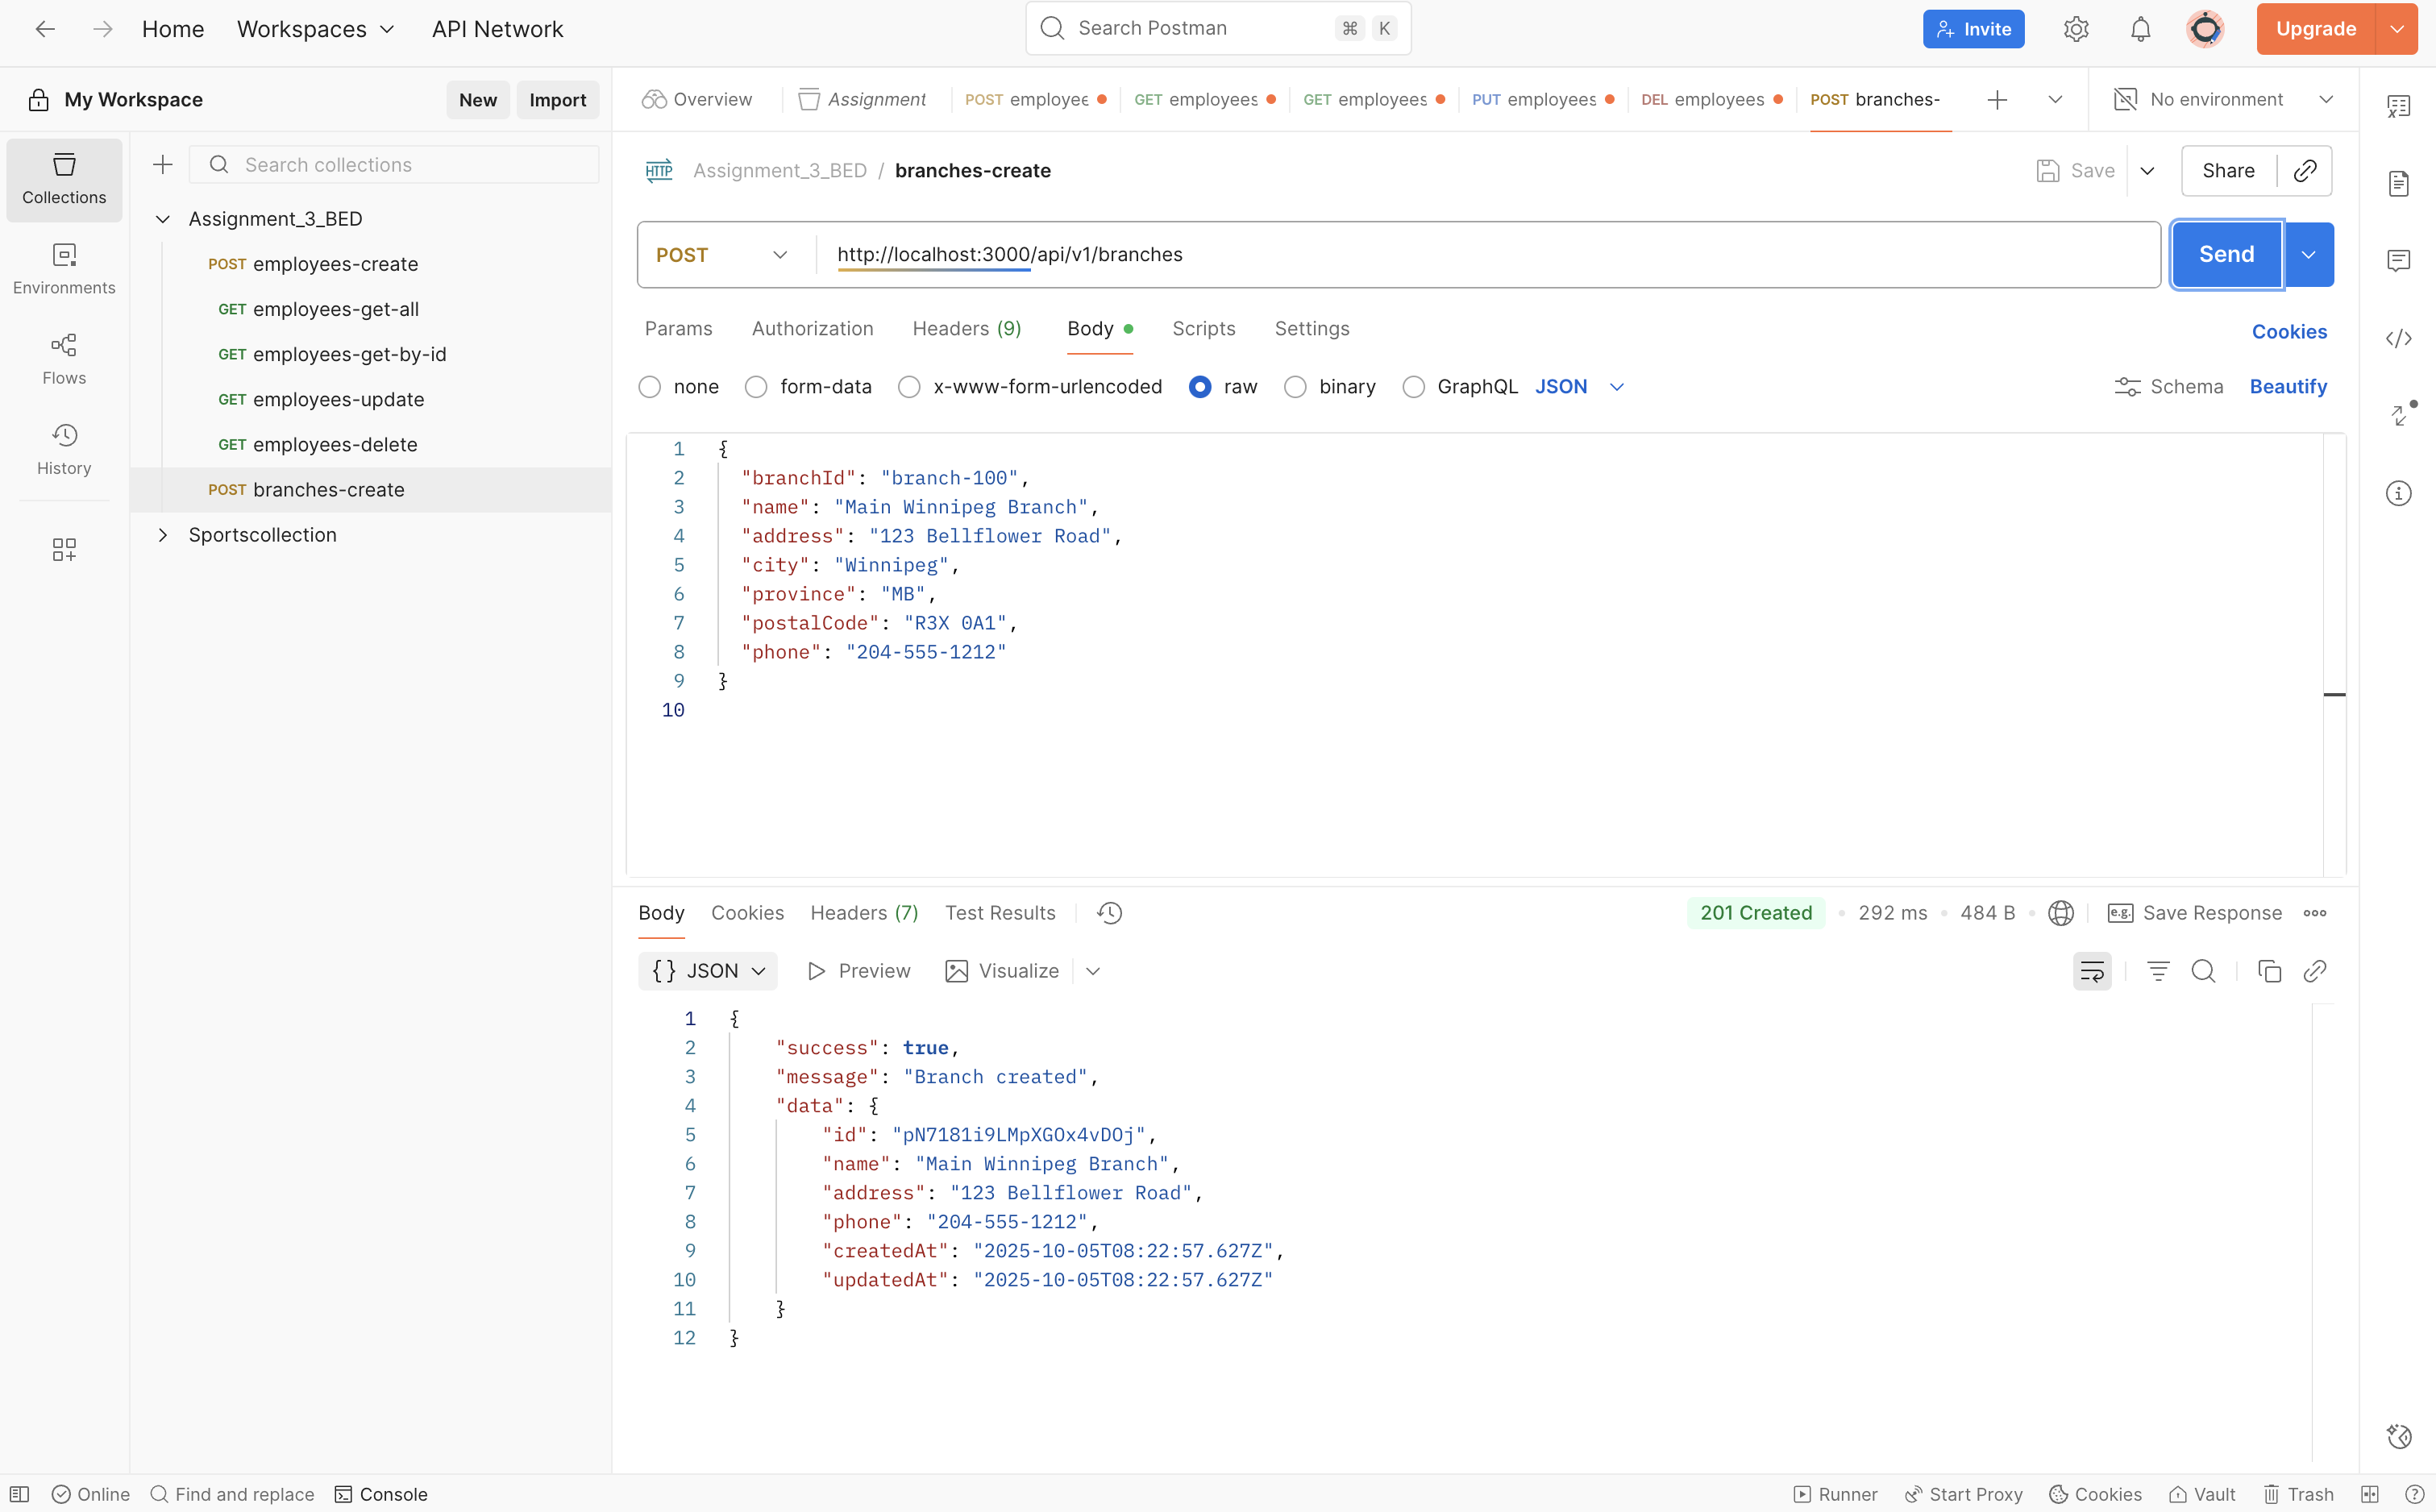 Home Workspaces API Network Search Postman ⌘ K Invite Upgrade
My Workspace New Import Overview Assignment POST employee GET employees GET employees PUT employees DEL employees POST branches- No environment
Collections
Environments
Flows
History
Search collections
Assignment_3_BED
POST employees-create
GET employees-get-all
GET employees-get-by-id
GET employees-update
GET employees-delete
POST branches-create
Sportscollection
HTTP Assignment_3_BED / branches-create Save Share
POST http://localhost:3000/api/v1/branches Send
Params Authorization Headers (9) Body Scripts Settings Cookies
none form-data x-www-form-urlencoded raw binary GraphQL JSON Schema Beautify
1 {
2 "branchId": "branch-100",
3 "name": "Main Winnipeg Branch",
4 "address": "123 Bellflower Road",
5 "city": "Winnipeg",
6 "province": "MB",
7 "postalCode": "R3X 0A1",
8 "phone": "204-555-1212"
9 }
10
Body Cookies Headers (7) Test Results 201 Created 292 ms 484 B e.g. Save Response
{} JSON Preview Visualize
1 {
2 "success": true,
3 "message": "Branch created",
4 "data": {
5 "id": "pN7181i9LMpXGOx4vDOj",
6 "name": "Main Winnipeg Branch",
7 "address": "123 Bellflower Road",
8 "phone": "204-555-1212",
9 "createdAt": "2025-10-05T08:22:57.627Z",
10 "updatedAt": "2025-10-05T08:22:57.627Z"
11 }
12 }
Online Find and replace Console Runner Start Proxy Cookies Vault Trash